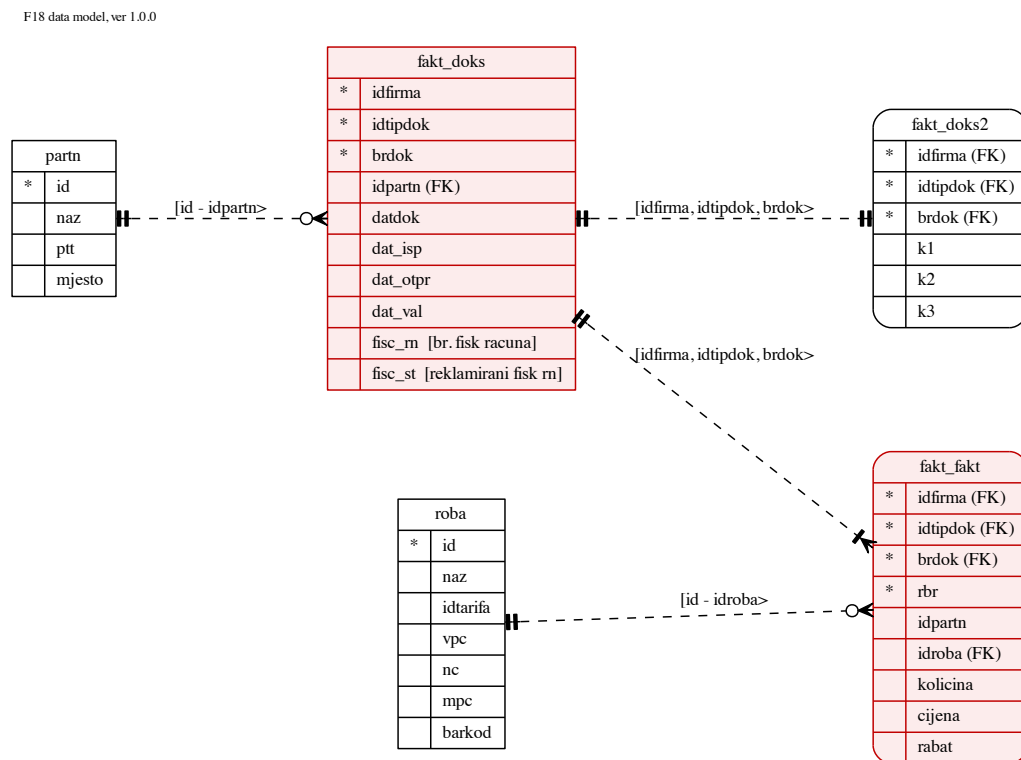 F18 data model, ver 1.0.0
fakt_doks
* idfirma
* idtipdok
* brdok
idpartn (FK)
datdok
dat_isp
dat_otpr
dat_val
fisc_rn [br. fisk racuna]
fisc_st [reklamirani fisk rn]
partn
* id
naz
ptt
mjesto
[id - idpartn>
[idfirma, idtipdok, brdok>
fakt_doks2
* idfirma (FK)
* idtipdok (FK)
* brdok (FK)
k1
k2
k3
[idfirma, idtipdok, brdok>
roba
* id
naz
idtarifa
vpc
nc
mpc
barkod
[id - idroba>
fakt_fakt
* idfirma (FK)
* idtipdok (FK)
* brdok (FK)
* rbr
idpartn
idroba (FK)
kolicina
cijena
rabat